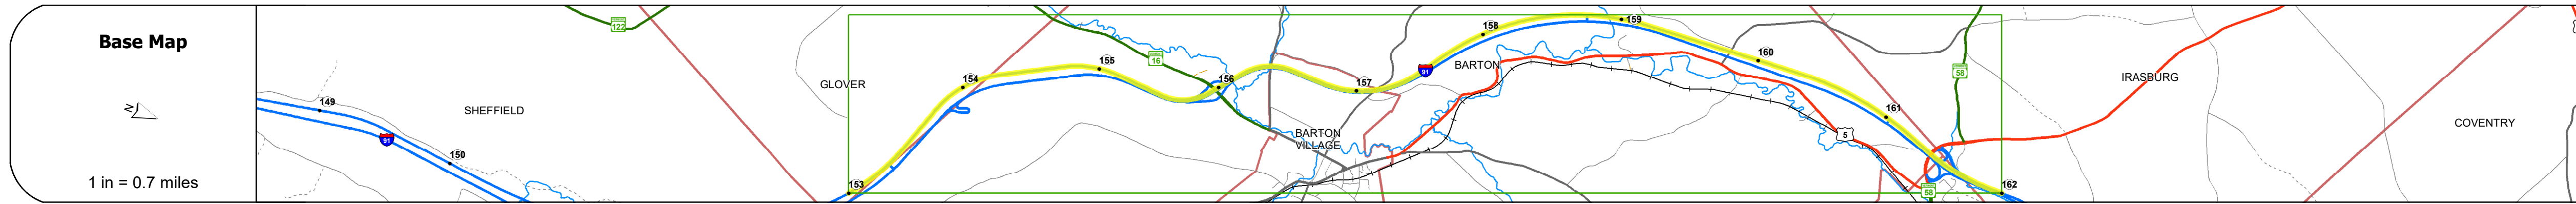 Base Map
N
1 in = 0.7 miles
149
91
150
SHEFFIELD
122
GLOVER
153
154
155
16
156
BARTON
VILLAGE
157
91
158
BARTON
159
160
161
5
58
58
162
IRASBURG
COVENTRY